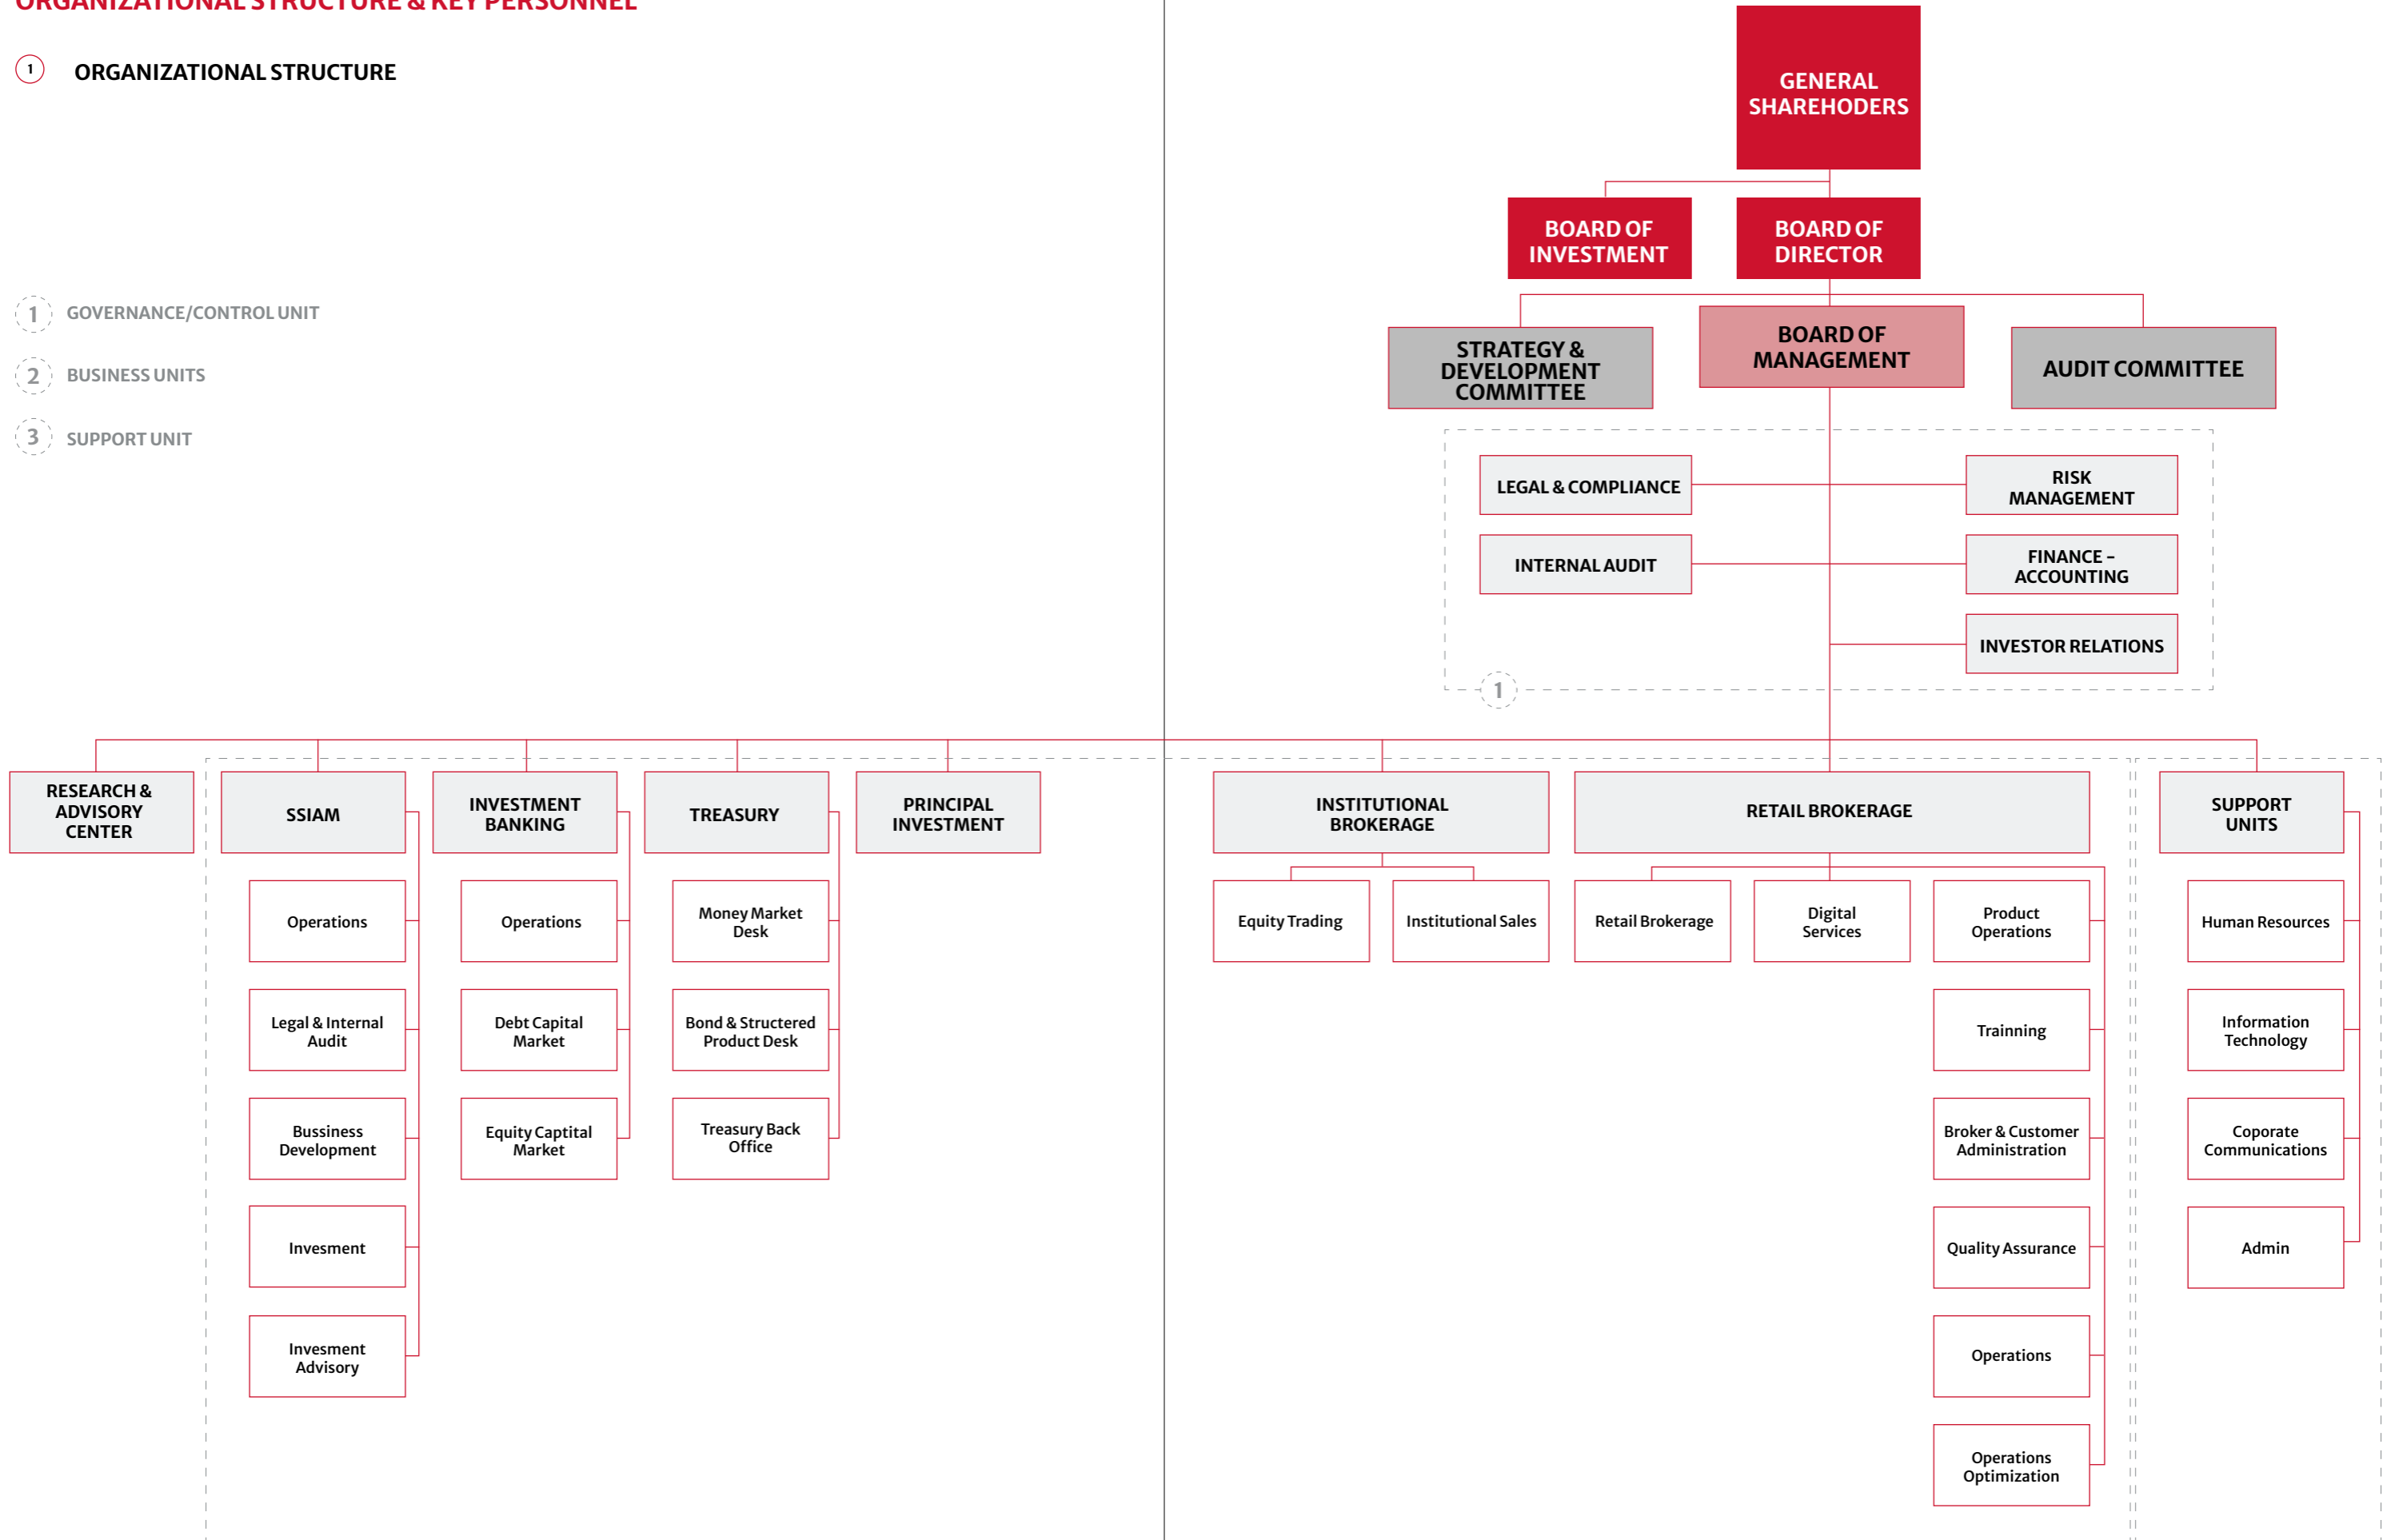 ORGANIZATIONAL STRUCTURE & KEY PERSONNEL
1
ORGANIZATIONAL STRUCTURE
1
GOVERNANCE/CONTROL UNIT
2
BUSINESS UNITS
3
SUPPORT UNIT
GENERAL
SHAREHODERS
BOARD OF
INVESTMENT
BOARD OF
DIRECTOR
STRATEGY &
DEVELOPMENT
COMMITTEE
BOARD OF
MANAGEMENT
AUDIT COMMITTEE
LEGAL & COMPLIANCE
RISK
MANAGEMENT
INTERNAL AUDIT
FINANCE -
ACCOUNTING
INVESTOR RELATIONS
1
RESEARCH &
ADVISORY
CENTER
SSIAM
Operations
Legal & Internal
Audit
Bussiness
Development
Invesment
Invesment
Advisory
INVESTMENT
BANKING
Operations
Debt Capital
Market
Equity Captital
Market
TREASURY
Money Market
Desk
Bond & Structered
Product Desk
Treasury Back
Office
PRINCIPAL
INVESTMENT
INSTITUTIONAL
BROKERAGE
Equity Trading
Institutional Sales
RETAIL BROKERAGE
Retail Brokerage
Digital
Services
Product
Operations
Trainning
Broker & Customer
Administration
Quality Assurance
Operations
Operations
Optimization
SUPPORT
UNITS
Human Resources
Information
Technology
Coporate
Communications
Admin